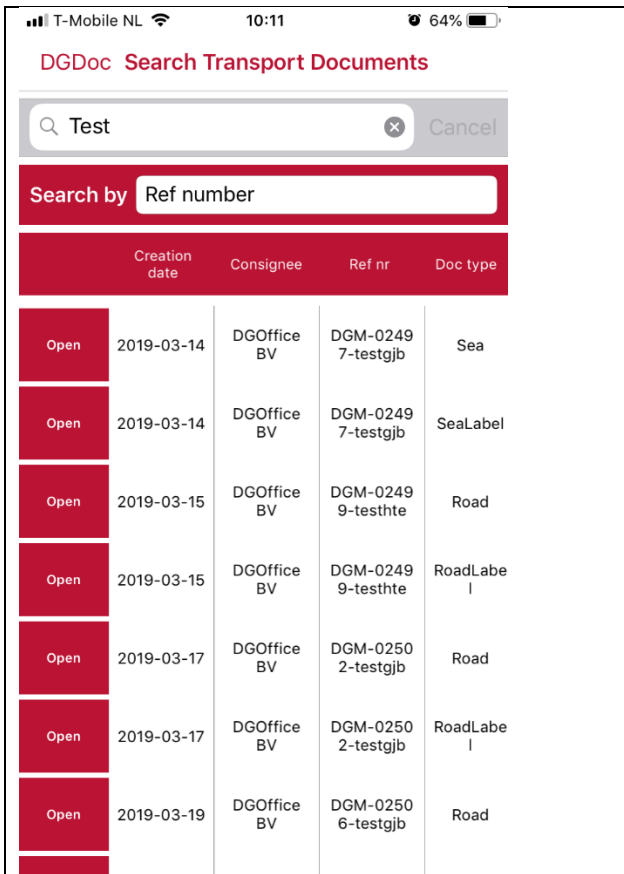 T-Mobile NL 10:11 64%
DGDoc Search Transport Documents
Test Cancel
Search by Ref number
Creation
date Consignee Ref nr Doc type
Open 2019-03-14 DGOffice
BV DGM-0249
7-testgjb Sea
Open 2019-03-14 DGOffice
BV DGM-0249
7-testgjb SeaLabel
Open 2019-03-15 DGOffice
BV DGM-0249
9-testhte Road
Open 2019-03-15 DGOffice
BV DGM-0249
9-testhte RoadLabe
l
Open 2019-03-17 DGOffice
BV DGM-0250
2-testgjb Road
Open 2019-03-17 DGOffice
BV DGM-0250
2-testgjb RoadLabe
l
Open 2019-03-19 DGOffice
BV DGM-0250
6-testgjb Road